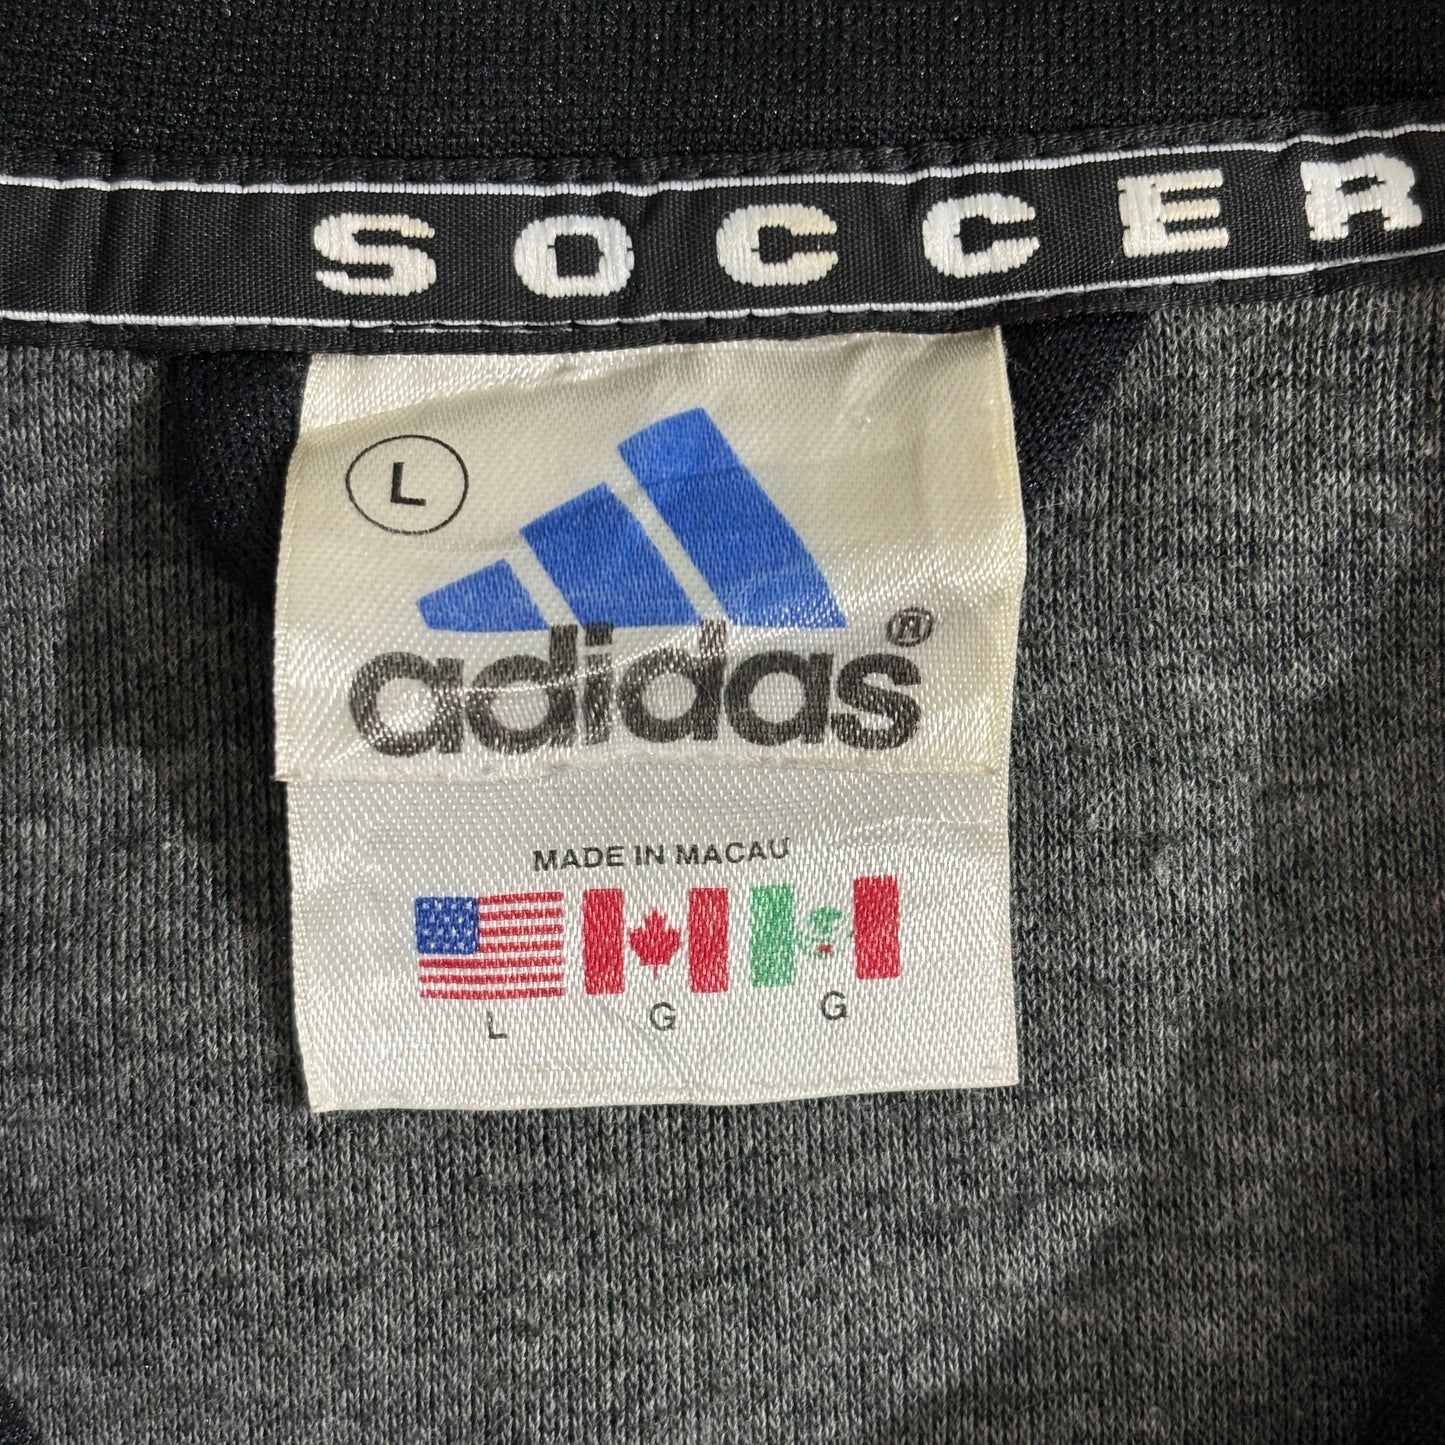 SOCCER
L
adidas®
MADE IN MACAU
L G G